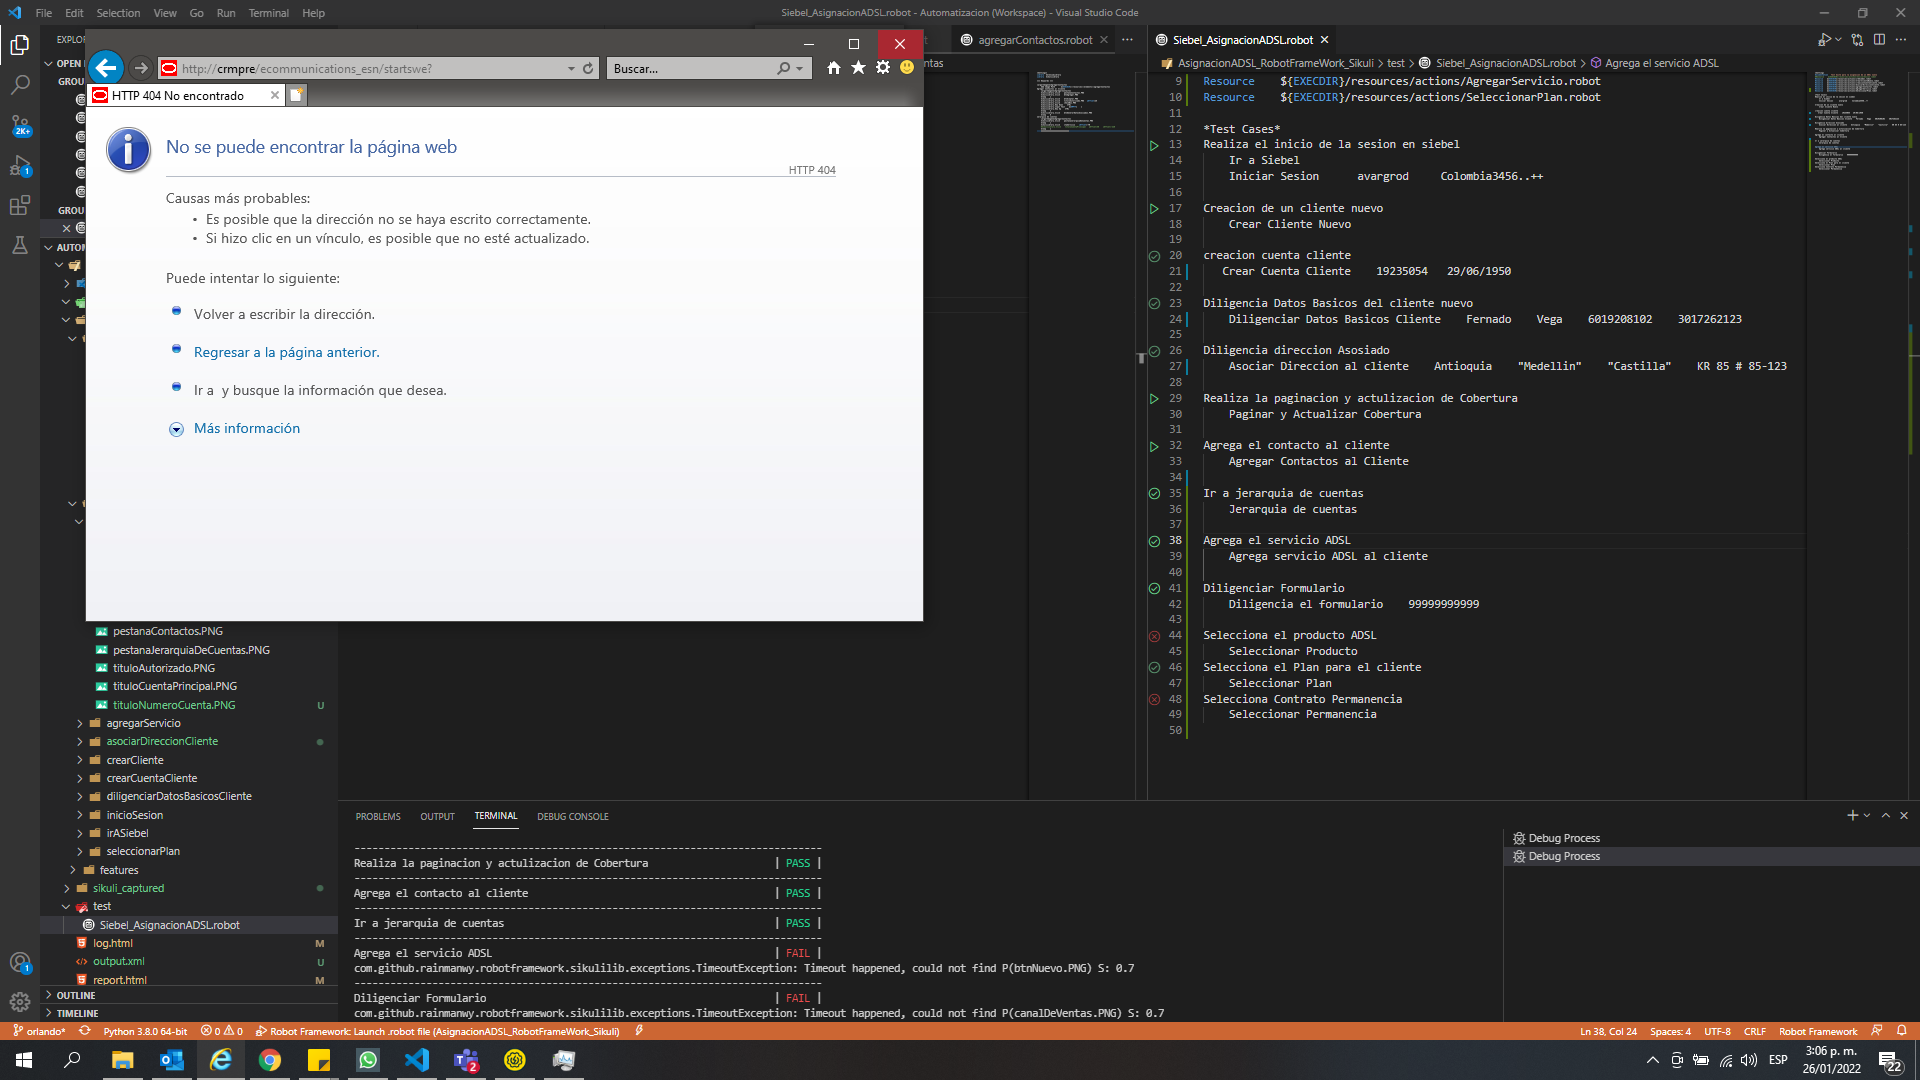 File Edit Selection View Go Run Terminal Help
Siebel_AsignacionADSL.robot - Automatizacion (Workspace) - Visual Studio Code
EXPLO
OPEN
GROU
GROU
AUTOM
http://crmpre/ecommunications_esn/startswe?
Buscar...
HTTP 404 No encontrado
No se puede encontrar la página web
HTTP 404
Causas más probables:
• Es posible que la dirección no se haya escrito correctamente.
• Si hizo clic en un vínculo, es posible que no esté actualizado.
Puede intentar lo siguiente:
Volver a escribir la dirección.
Regresar a la página anterior.
Ir a y busque la información que desea.
Más información
agregarContactos.robot
ntas
Siebel_AsignacionADSL.robot
AsignacionADSL_RobotFrameWork_Sikuli > test > Siebel_AsignacionADSL.robot > Agrega el servicio ADSL
9 Resource ${EXECDIR}/resources/actions/AgregarServicio.robot
10 Resource ${EXECDIR}/resources/actions/SeleccionarPlan.robot
11
12 *Test Cases*
13 Realiza el inicio de la sesion en siebel
14 Ir a Siebel
15 Iniciar Sesion avargrod Colombia3456..++
16
17 Creacion de un cliente nuevo
18 Crear Cliente Nuevo
19
20 creacion cuenta cliente
21 Crear Cuenta Cliente 19235054 29/06/1950
22
23 Diligencia Datos Basicos del cliente nuevo
24 Diligenciar Datos Basicos Cliente Fernado Vega 6019208102 3017262123
25
26 Diligencia direccion Asosiado
27 Asociar Direccion al cliente Antioquia "Medellin" "Castilla" KR 85 # 85-123
28
29 Realiza la paginacion y actulizacion de Cobertura
30 Paginar y Actualizar Cobertura
31
32 Agrega el contacto al cliente
33 Agregar Contactos al Cliente
34
35 Ir a jerarquia de cuentas
36 Jerarquia de cuentas
37
38 Agrega el servicio ADSL
39 Agrega servicio ADSL al cliente
40
41 Diligenciar Formulario
42 Diligencia el formulario 99999999999
43
44 Selecciona el producto ADSL
45 Seleccionar Producto
46 Selecciona el Plan para el cliente
47 Seleccionar Plan
48 Selecciona Contrato Permanencia
49 Seleccionar Permanencia
50
2K+
1
pestanaContactos.PNG
pestanaJerarquiaDeCuentas.PNG
tituloAutorizado.PNG
tituloCuentaPrincipal.PNG
tituloNumeroCuenta.PNG U
agregarServicio
asociarDireccionCliente
crearCliente
crearCuentaCliente
diligenciarDatosBasicosCliente
inicioSesion
irASiebel
seleccionarPlan
features
sikuli_captured
test
Siebel_AsignacionADSL.robot
log.html M
output.xml U
report.html M
OUTLINE
TIMELINE
1
PROBLEMS OUTPUT TERMINAL DEBUG CONSOLE
Debug Process
Debug Process
------------------------------------------------------------------------------
Realiza la paginacion y actulizacion de Cobertura | PASS |
------------------------------------------------------------------------------
Agrega el contacto al cliente | PASS |
------------------------------------------------------------------------------
Ir a jerarquia de cuentas | PASS |
------------------------------------------------------------------------------
Agrega el servicio ADSL | FAIL |
com.github.rainmanwy.robotframework.sikulilib.exceptions.TimeoutException: Timeout happened, could not find P(btnNuevo.PNG) S: 0.7
------------------------------------------------------------------------------
Diligenciar Formulario | FAIL |
com.github.rainmanwy.robotframework.sikulilib.exceptions.TimeoutException: Timeout happened, could not find P(canalDeVentas.PNG) S: 0.7
orlando* Python 3.8.0 64-bit 0 0 Robot Framework: Launch .robot file (AsignacionADSL_RobotFrameWork_Sikuli)
Ln 38, Col 24 Spaces: 4 UTF-8 CRLF Robot Framework
2
ESP
3:06 p. m.
26/01/2022
22